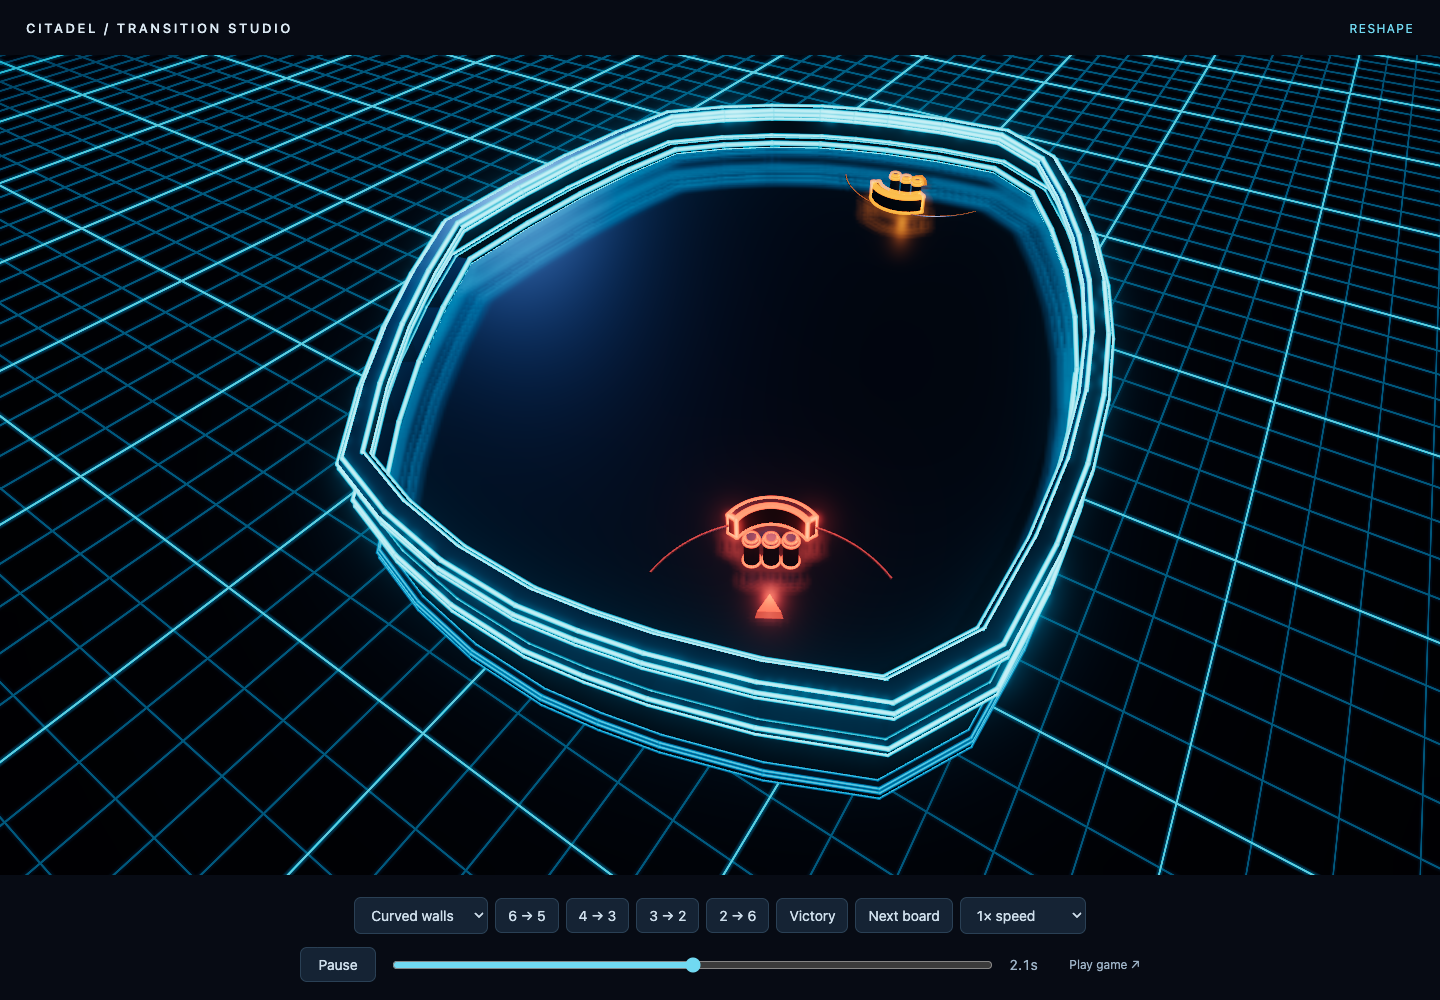 CITADEL / TRANSITION STUDIO
RESHAPE
Curved walls
6 → 5
4 → 3
3 → 2
2 → 6
Victory
Next board
1× speed
Pause
2.1s
Play game ↗